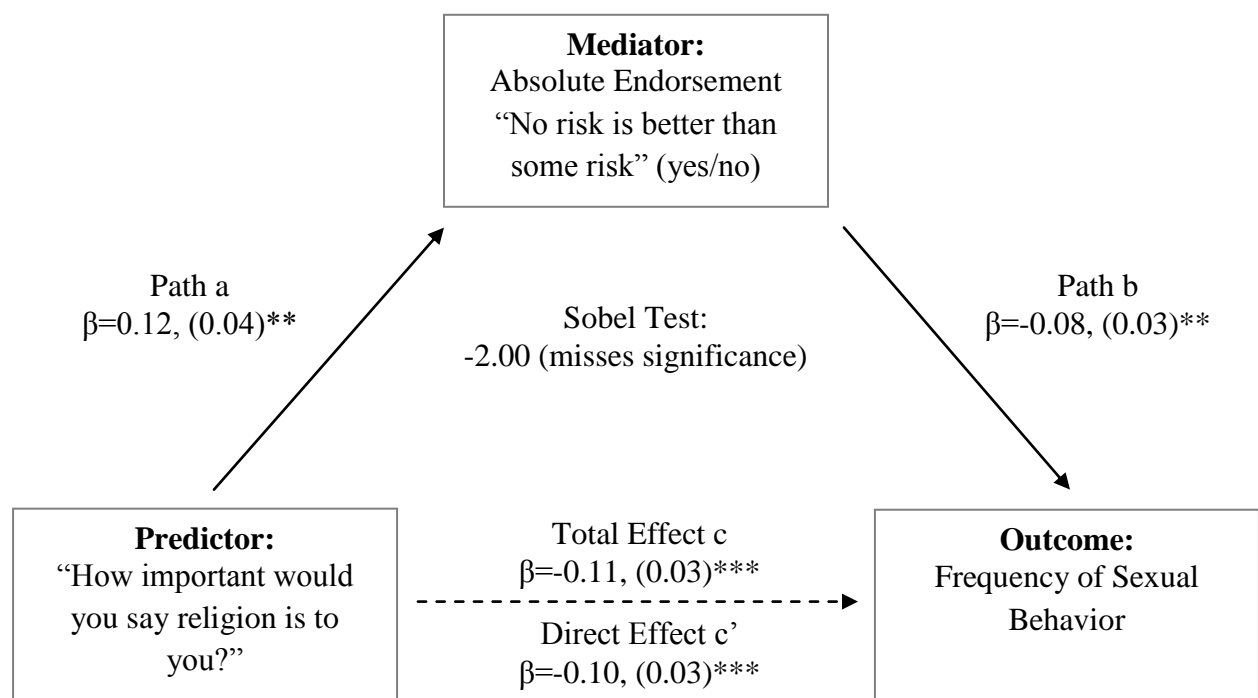 Mediator:
Absolute Endorsement
“No risk is better than
some risk” (yes/no)
Path a
β=0.12, (0.04)**
Sobel Test:
-2.00 (misses significance)
Path b
β=-0.08, (0.03)**
Predictor:
“How important would
you say religion is to
you?”
Total Effect c
β=-0.11, (0.03)***
Direct Effect c’
β=-0.10, (0.03)***
Outcome:
Frequency of Sexual
Behavior